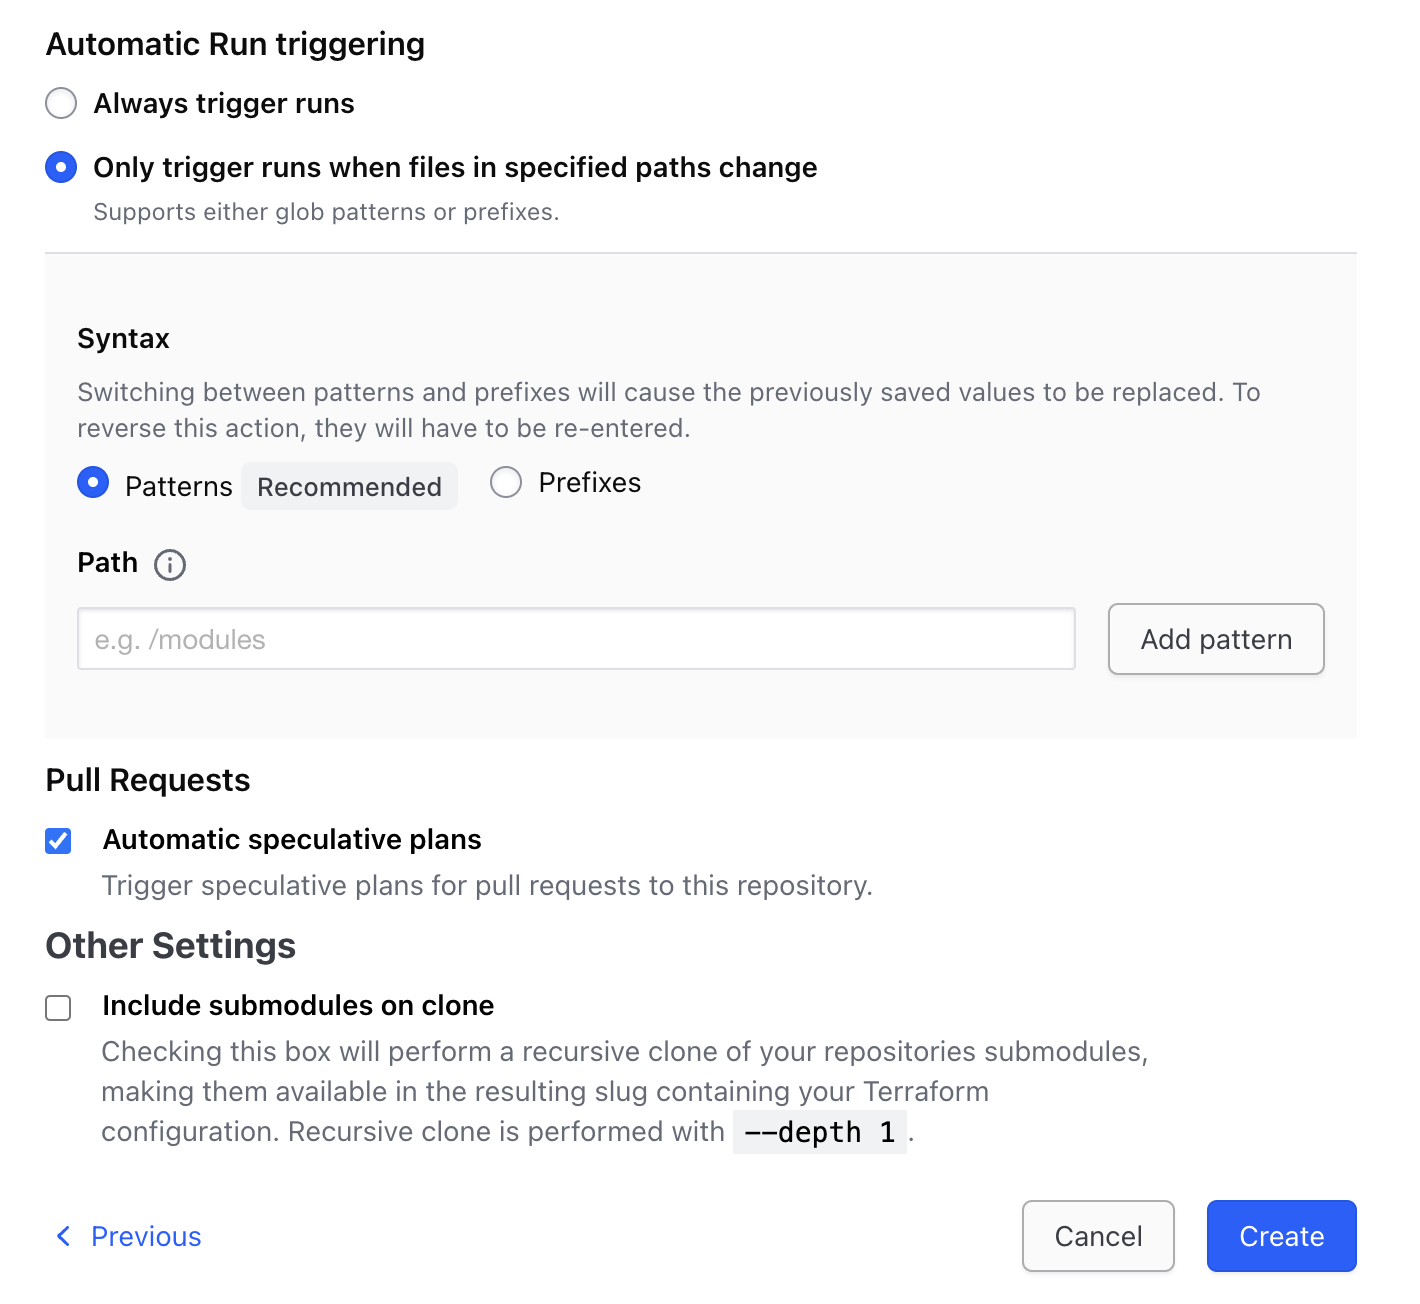 Automatic Run triggering
Always trigger runs
Only trigger runs when files in specified paths change
Supports either glob patterns or prefixes.
Syntax
Switching between patterns and prefixes will cause the previously saved values to be replaced. To
reverse this action, they will have to be re-entered.
Patterns Recommended Prefixes
Path
e.g. /modules Add pattern
Pull Requests
Automatic speculative plans
Trigger speculative plans for pull requests to this repository.
Other Settings
Include submodules on clone
Checking this box will perform a recursive clone of your repositories submodules,
making them available in the resulting slug containing your Terraform
configuration. Recursive clone is performed with --depth 1.
Previous Cancel Create